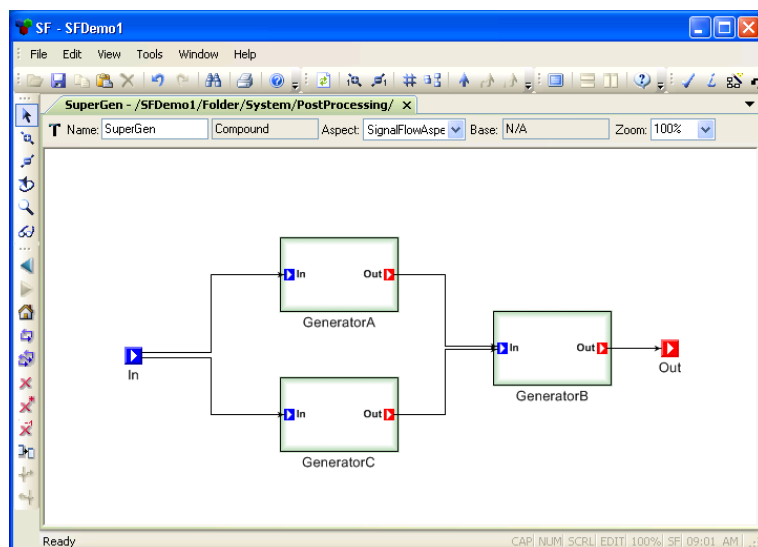 SF - SFDemo1
File Edit View Tools Window Help
SuperGen - /SFDemo1/Folder/System/PostProcessing/
Name: SuperGen Compound Aspect: SignalFlowAspe Base: N/A Zoom: 100%
In Out
GeneratorA
In Out
GeneratorB
In
Out
In Out
GeneratorC
Ready CAP NUM SCRL EDIT 100% SF 09:01 AM